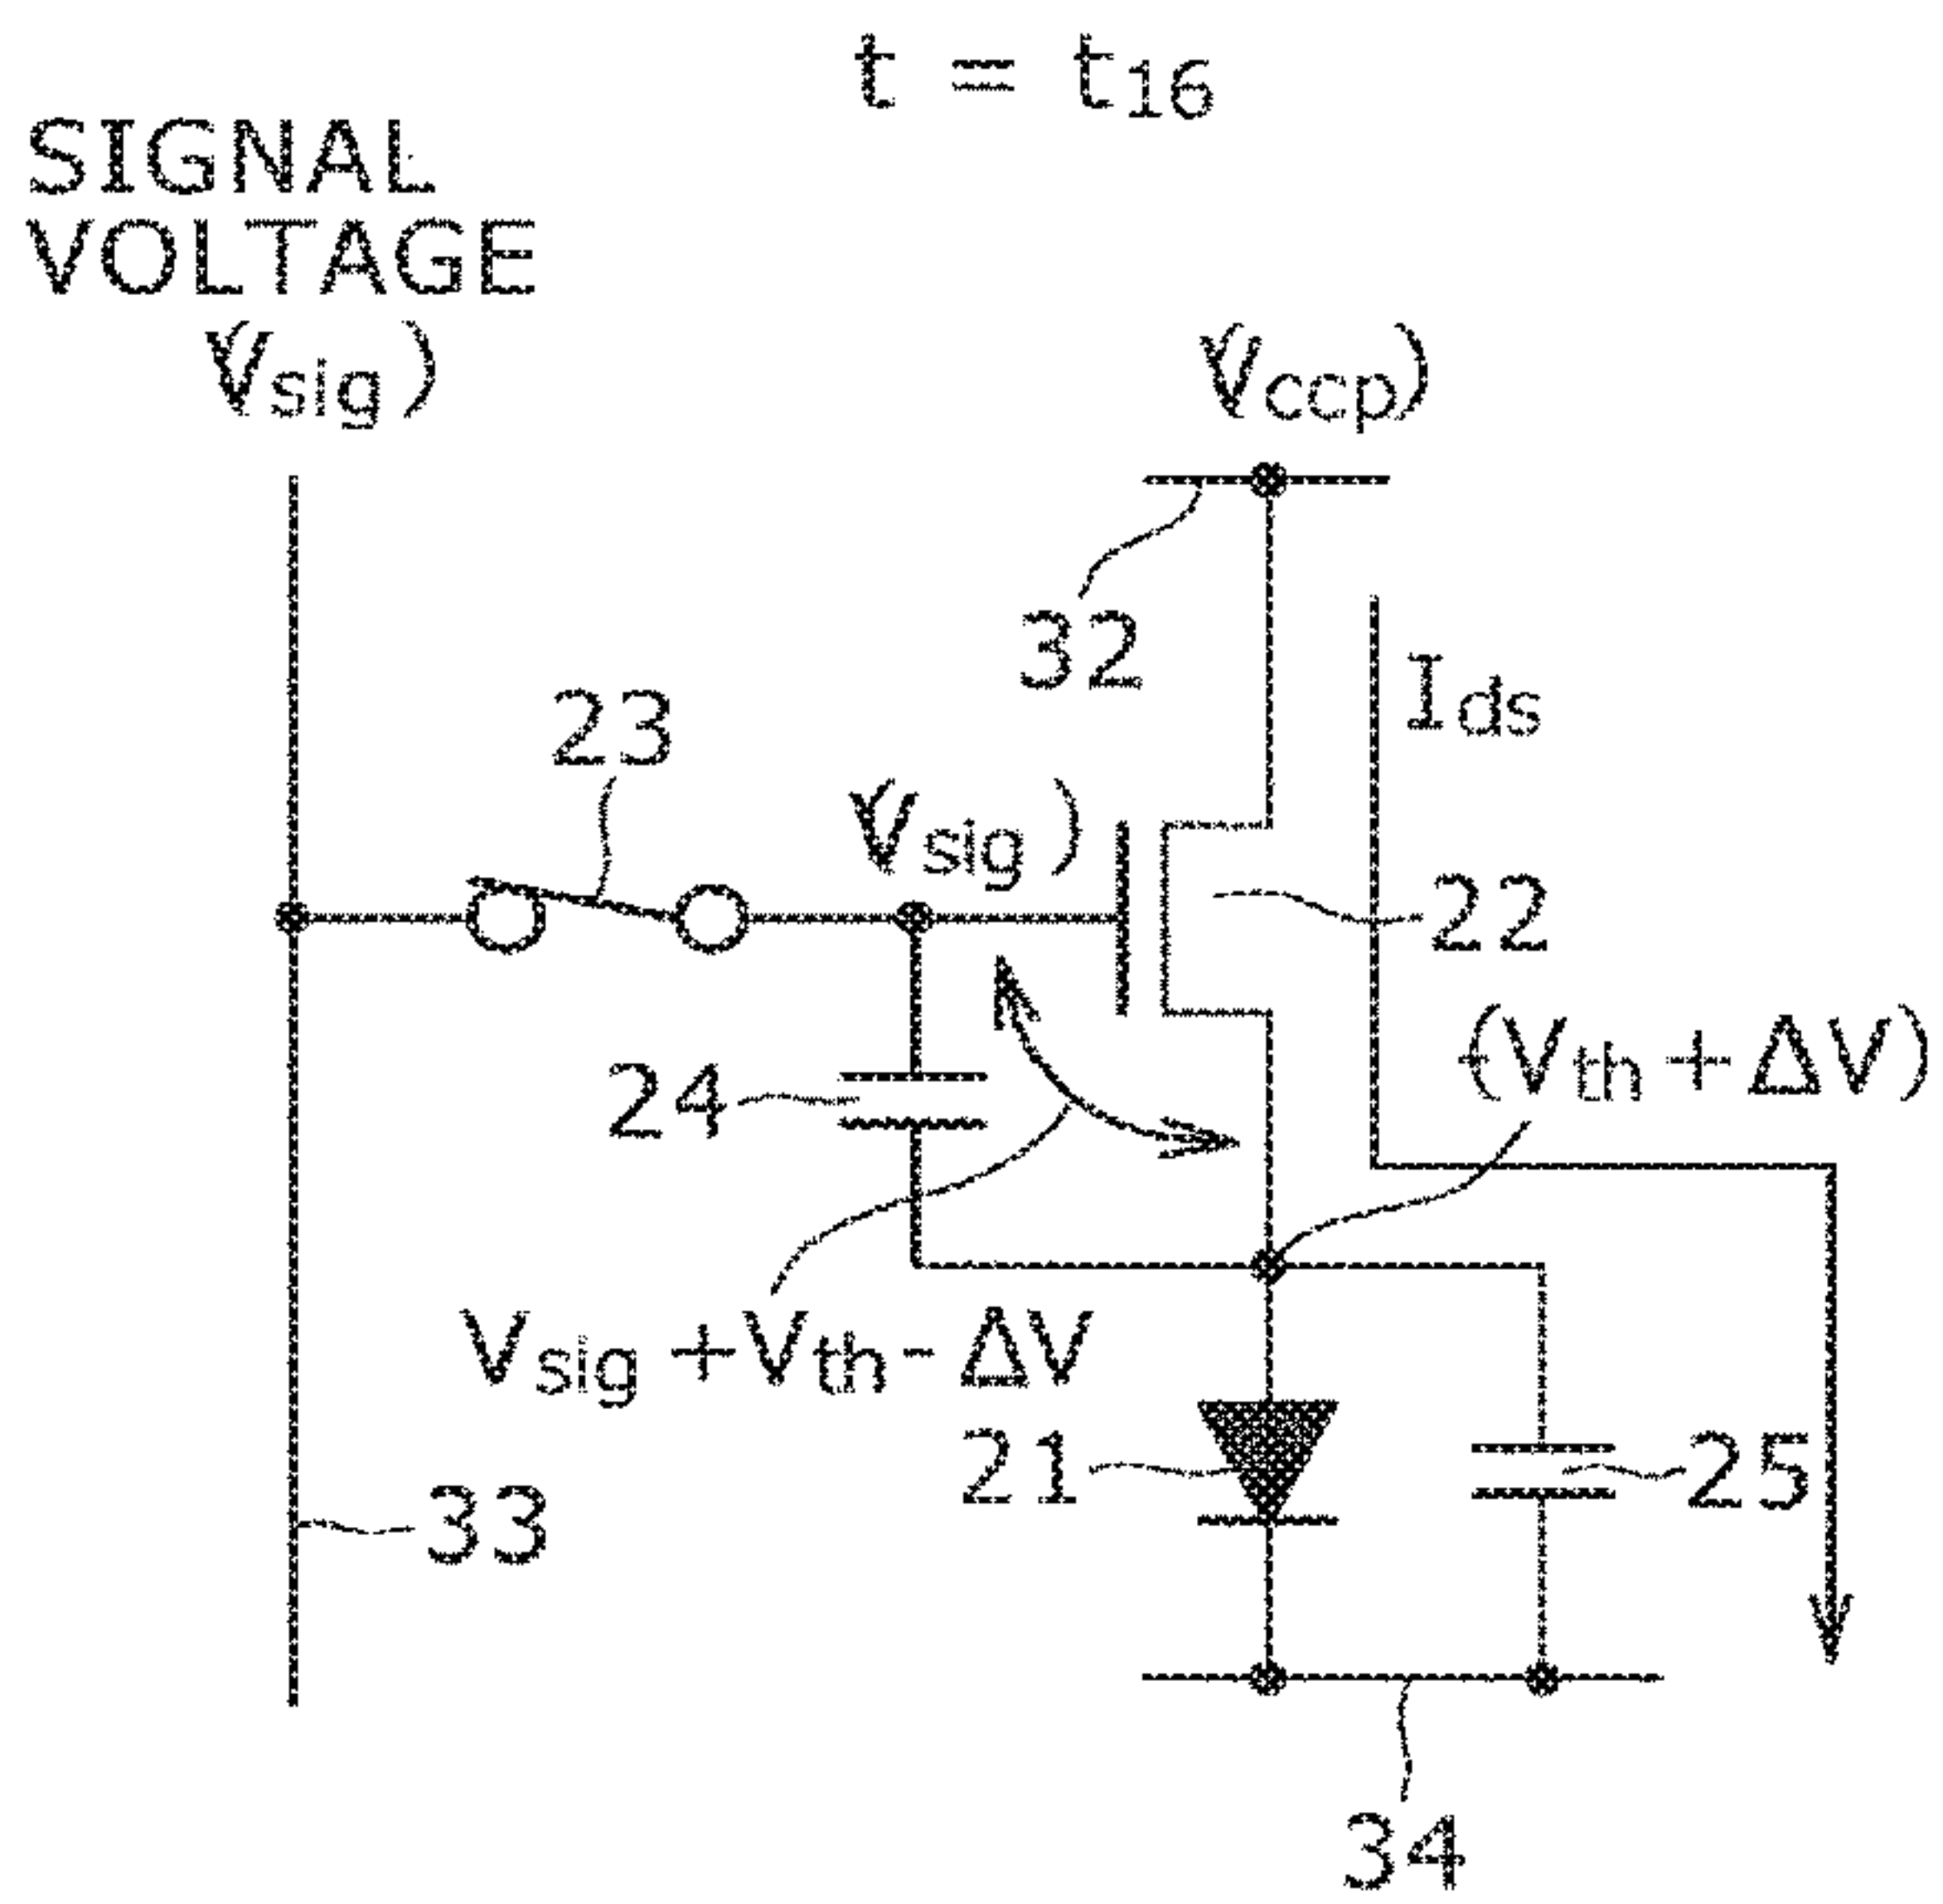 t = t16
SIGNAL
VOLTAGE
(Vsig)
(Vccp)
32
Ids
23
(Vsig)
22
(-Vth+ΔV)
24
Vsig+Vth-ΔV
21
25
33
34